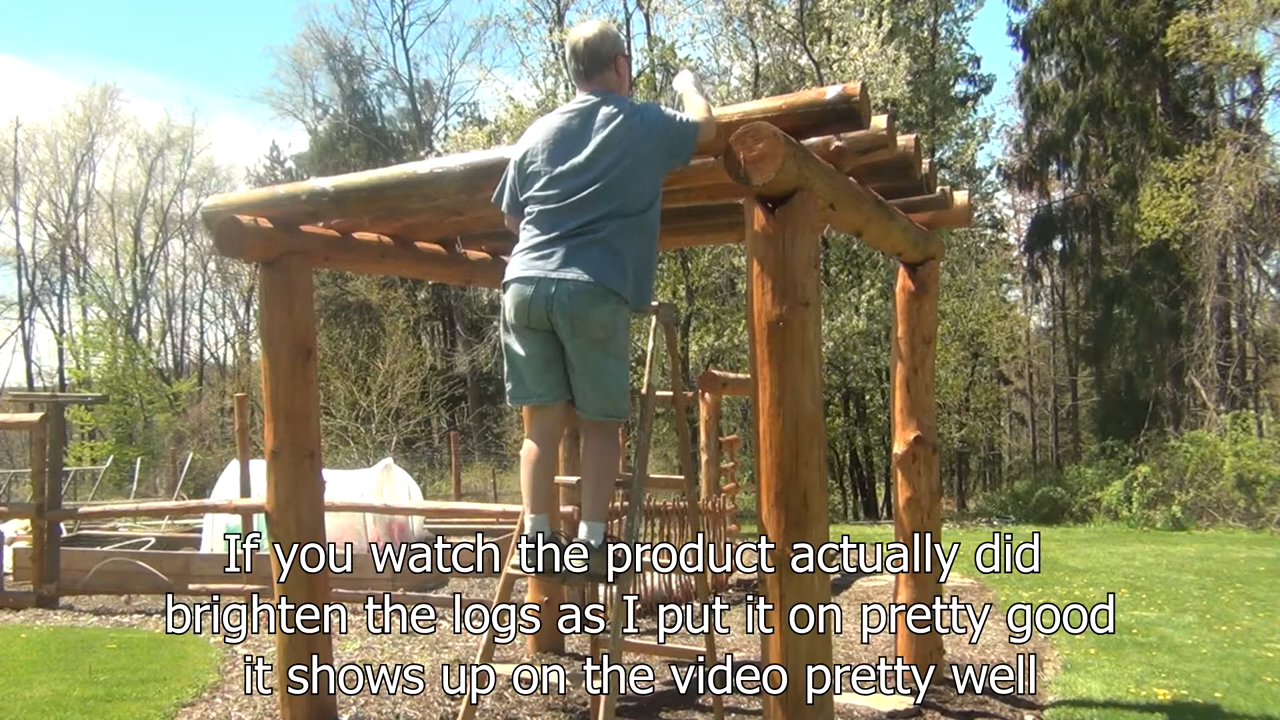 If you watch the product actually did
brighten the logs as I put it on pretty good
it shows up on the video pretty well